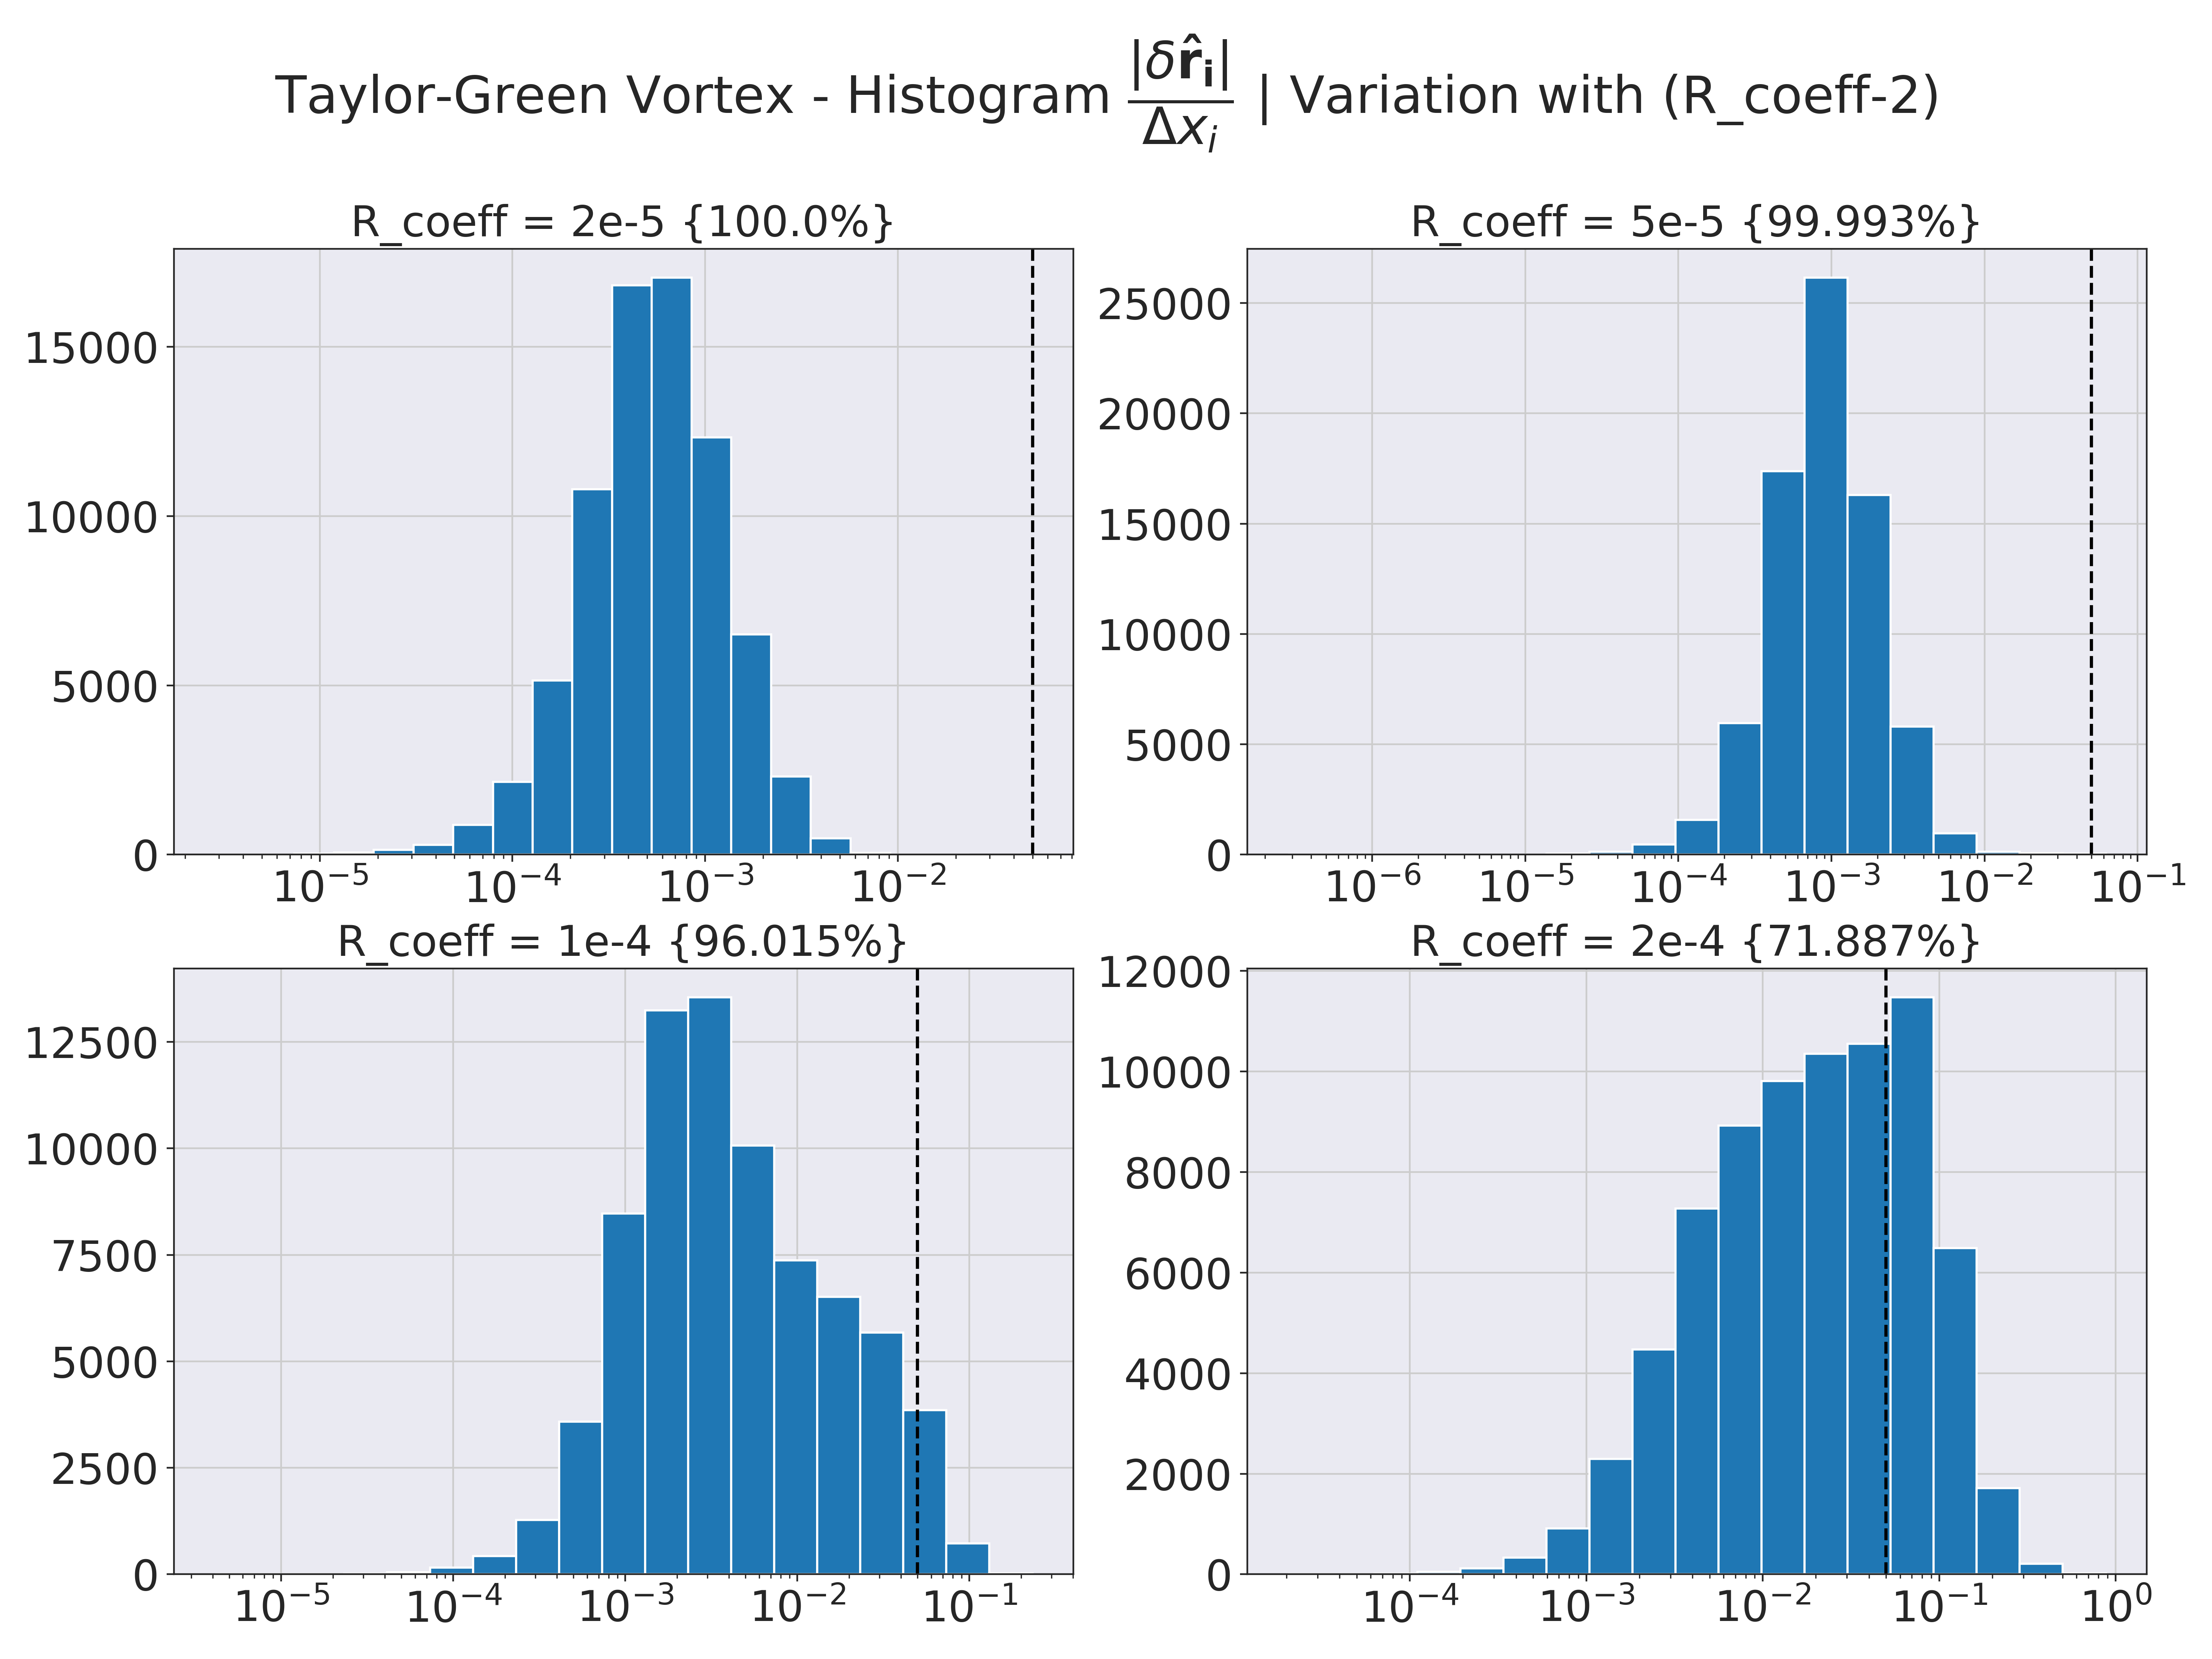 Taylor-Green Vortex - Histogram |δr̂ᵢ| / Δxᵢ | Variation with (R_coeff-2)
R_coeff = 2e-5 {100.0%}
15000
10000
5000
0
10⁻⁵ 10⁻⁴ 10⁻³ 10⁻²
R_coeff = 5e-5 {99.993%}
25000
20000
15000
10000
5000
0
10⁻⁶ 10⁻⁵ 10⁻⁴ 10⁻³ 10⁻² 10⁻¹
R_coeff = 1e-4 {96.015%}
12500
10000
7500
5000
2500
0
10⁻⁵ 10⁻⁴ 10⁻³ 10⁻² 10⁻¹
R_coeff = 2e-4 {71.887%}
12000
10000
8000
6000
4000
2000
0
10⁻⁴ 10⁻³ 10⁻² 10⁻¹ 10⁰